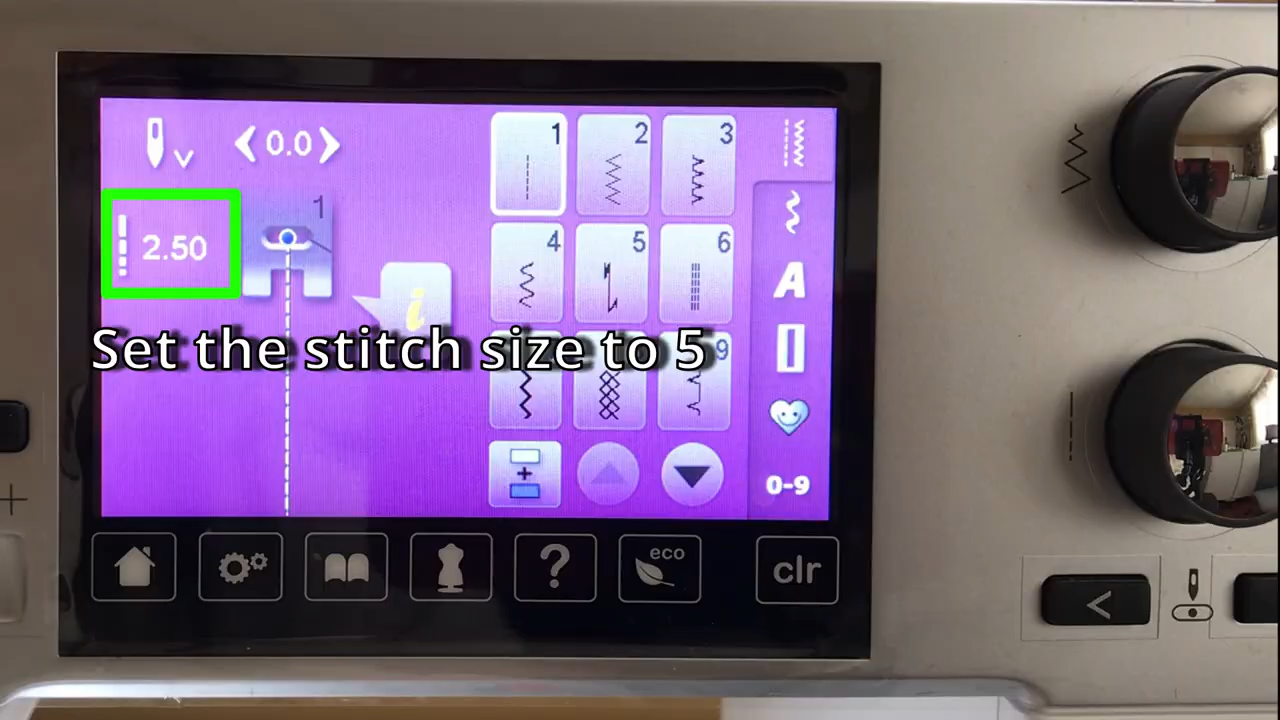 0.0
1
2
3
1
2.50
4
5
6
A
i
Set the stitch size to 5
9
0-9
+
eco
?
clr
<